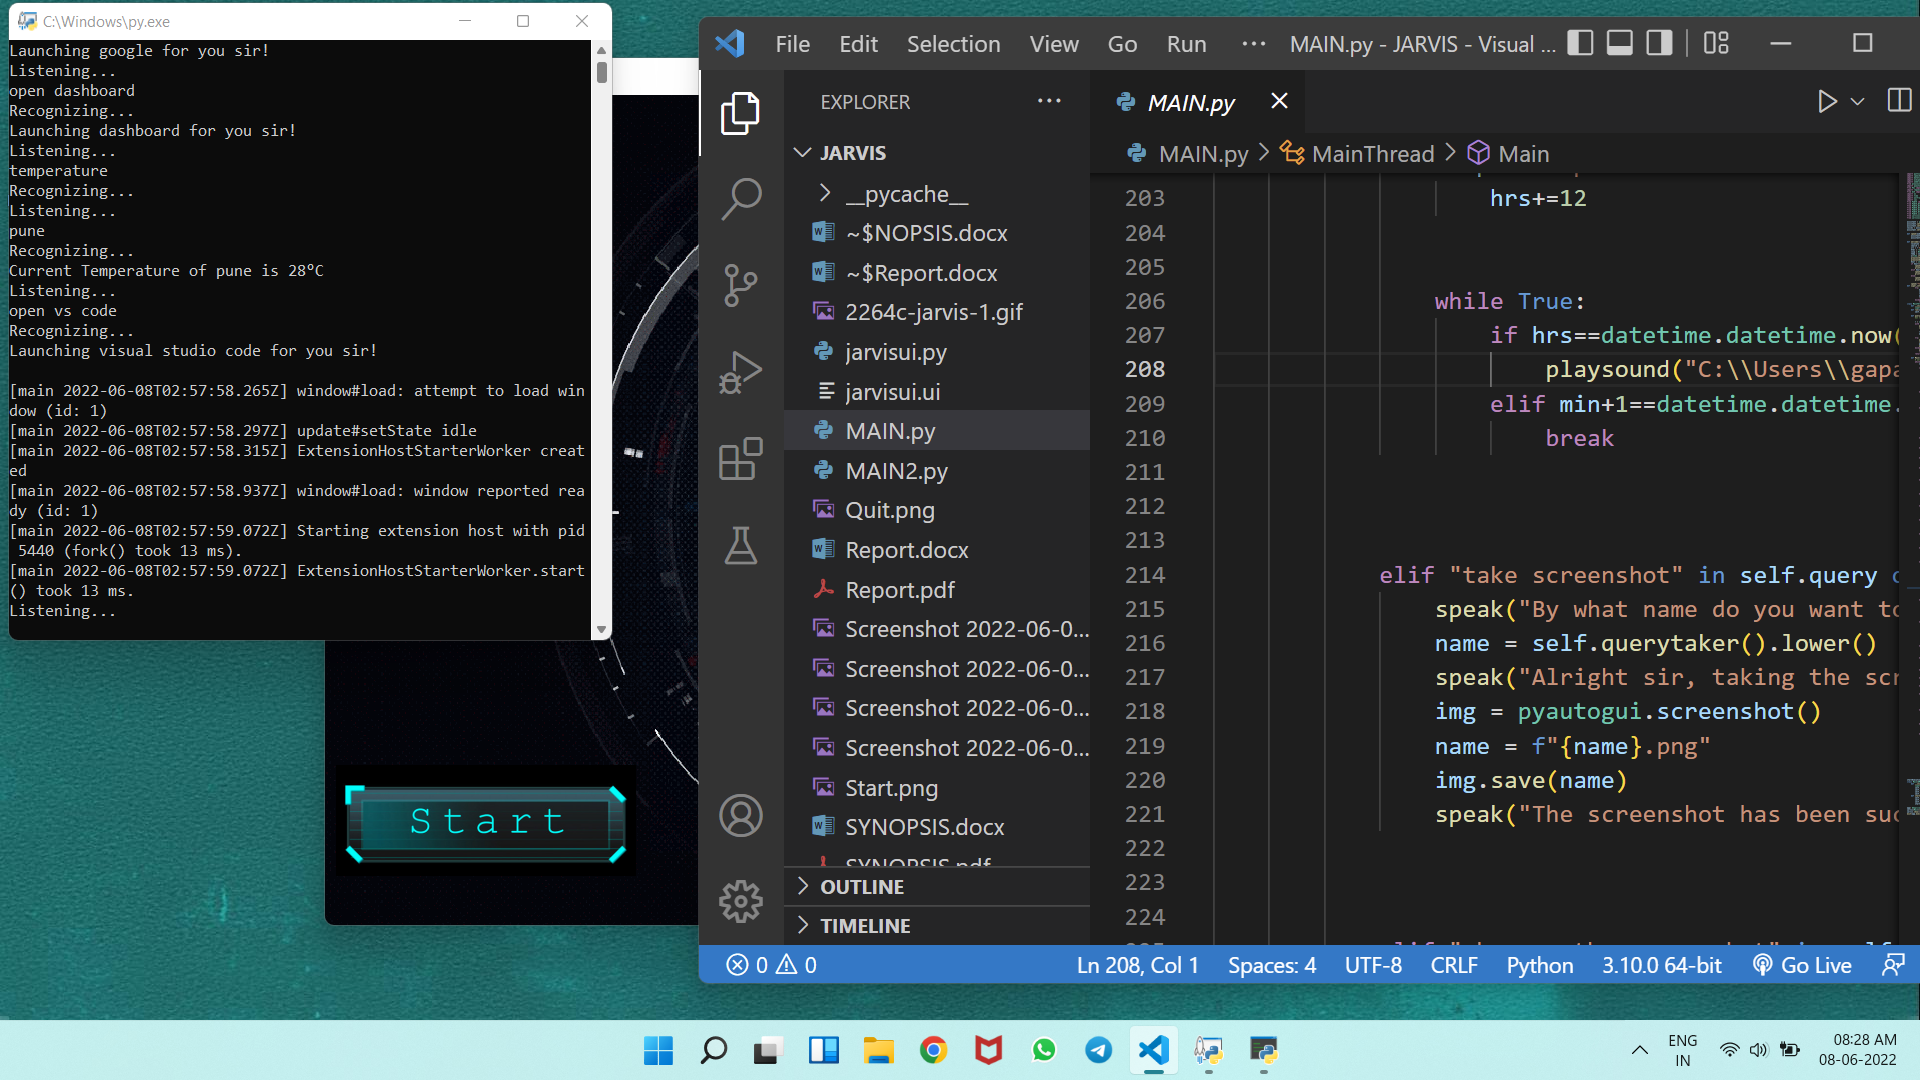 C:\Windows\py.exe
Launching google for you sir!
Listening...
open dashboard
Recognizing...
Launching dashboard for you sir!
Listening...
temperature
Recognizing...
Listening...
pune
Recognizing...
Current Temperature of pune is 28°C
Listening...
open vs code
Recognizing...
Launching visual studio code for you sir!
[main 2022-06-08T02:57:58.265Z] window#load: attempt to load win
dow (id: 1)
[main 2022-06-08T02:57:58.297Z] update#setState idle
[main 2022-06-08T02:57:58.315Z] ExtensionHostStarterWorker creat
ed
[main 2022-06-08T02:57:58.937Z] window#load: window reported rea
dy (id: 1)
[main 2022-06-08T02:57:59.072Z] Starting extension host with pid
5440 (fork() took 13 ms).
[main 2022-06-08T02:57:59.072Z] ExtensionHostStarterWorker.start
() took 13 ms.
Listening...
Start
File Edit Selection View Go Run ··· MAIN.py - JARVIS - Visual ...
EXPLORER ···
JARVIS
__pycache__
~$NOPSIS.docx
~$Report.docx
2264c-jarvis-1.gif
jarvisui.py
jarvisui.ui
MAIN.py
MAIN2.py
Quit.png
Report.docx
Report.pdf
Screenshot 2022-06-0...
Screenshot 2022-06-0...
Screenshot 2022-06-0...
Screenshot 2022-06-0...
Start.png
SYNOPSIS.docx
SYNOPSIS.pdf
OUTLINE
TIMELINE
MAIN.py
MAIN.py > MainThread > Main
203 hrs+=12
204
205
206 while True:
207 if hrs==datetime.datetime.now(
208 playsound("C:\\Users\\gapa
209 elif min+1==datetime.datetime.
210 break
211
212
213
214 elif "take screenshot" in self.query
215 speak("By what name do you want to
216 name = self.querytaker().lower()
217 speak("Alright sir, taking the scr
218 img = pyautogui.screenshot()
219 name = f"{name}.png"
220 img.save(name)
221 speak("The screenshot has been suc
222
223
224
0 0 Ln 208, Col 1 Spaces: 4 UTF-8 CRLF Python 3.10.0 64-bit Go Live
ENG
IN
08:28 AM
08-06-2022